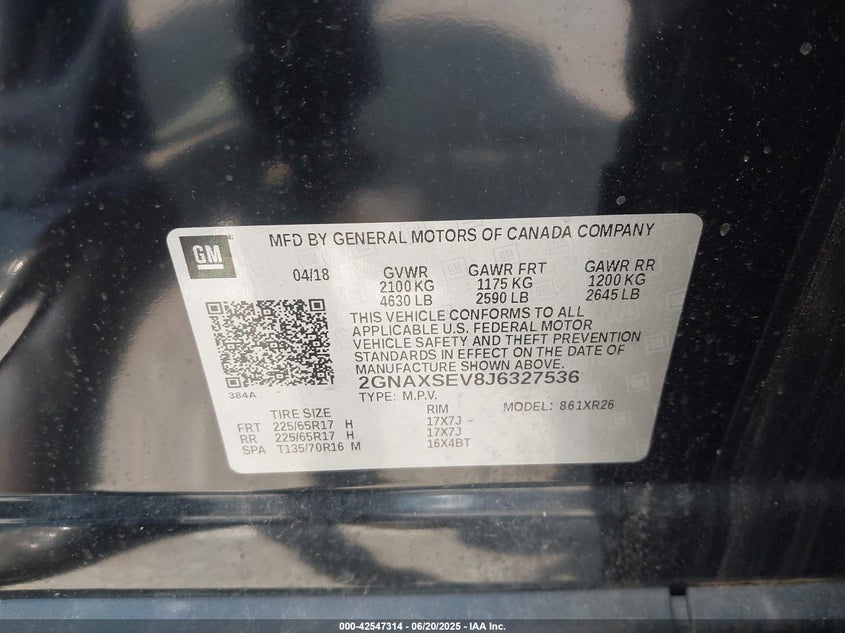 GM
MFD BY GENERAL MOTORS OF CANADA COMPANY
04/18 GVWR GAWR FRT GAWR RR
2100 KG 1175 KG 1200 KG
4630 LB 2590 LB 2645 LB
THIS VEHICLE CONFORMS TO ALL
APPLICABLE U.S. FEDERAL MOTOR
VEHICLE SAFETY AND THEFT PREVENTION
STANDARDS IN EFFECT ON THE DATE OF
MANUFACTURE SHOWN ABOVE.
2GNAXSEV8J6327536
384A
TYPE: M.P.V.
TIRE SIZE RIM MODEL: 861XR26
FRT 225/65R17 H 17X7J
RR 225/65R17 H 17X7J
SPA T135/70R16 M 16X4BT
000-42547314 - 06/20/2025 - IAA Inc.